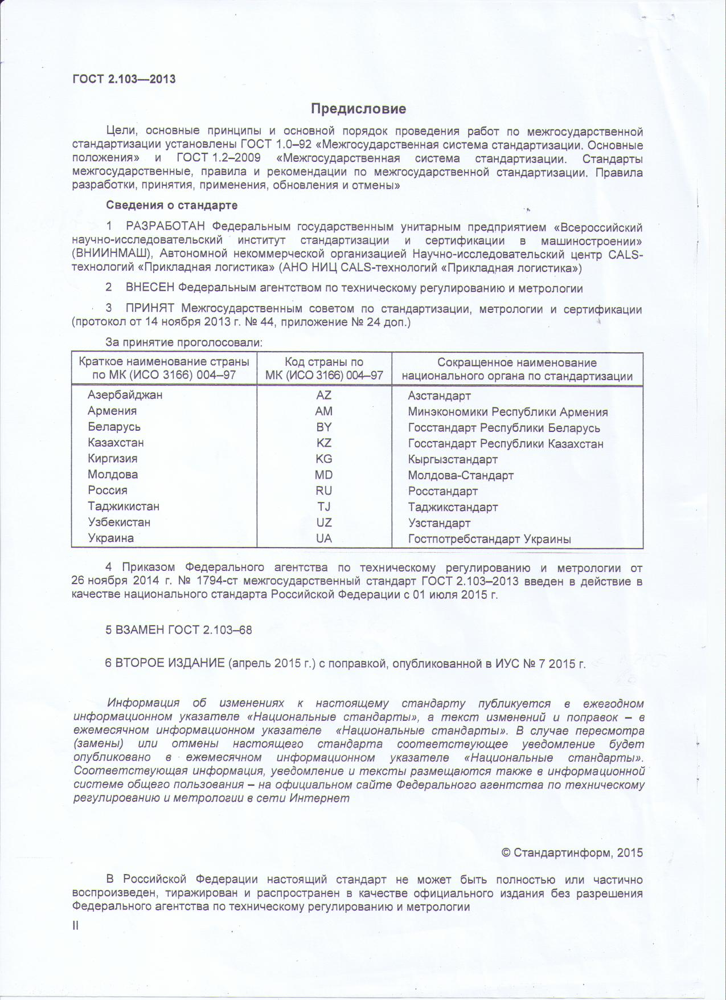 ГОСТ 2.103—2013
Предисловие
Цели, основные принципы и основной порядок проведения работ по межгосударственной
стандартизации установлены ГОСТ 1.0–92 «Межгосударственная система стандартизации. Основные
положения» и ГОСТ 1.2–2009 «Межгосударственная система стандартизации. Стандарты
межгосударственные, правила и рекомендации по межгосударственной стандартизации. Правила
разработки, принятия, применения, обновления и отмены»
Сведения о стандарте
1 РАЗРАБОТАН Федеральным государственным унитарным предприятием «Всероссийский
научно-исследовательский институт стандартизации и сертификации в машиностроении»
(ВНИИНМАШ), Автономной некоммерческой организацией Научно-исследовательский центр CALS-
технологий «Прикладная логистика» (АНО НИЦ CALS-технологий «Прикладная логистика»)
2 ВНЕСЕН Федеральным агентством по техническому регулированию и метрологии
3 ПРИНЯТ Межгосударственным советом по стандартизации, метрологии и сертификации
(протокол от 14 ноября 2013 г. № 44, приложение № 24 доп.)
За принятие проголосовали:
Краткое наименование страны
по МК (ИСО 3166) 004–97
Код страны по
МК (ИСО 3166) 004–97
Сокращенное наименование
национального органа по стандартизации
Азербайджан AZ Азстандарт
Армения AM Минэкономики Республики Армения
Беларусь BY Госстандарт Республики Беларусь
Казахстан KZ Госстандарт Республики Казахстан
Киргизия KG Кыргызстандарт
Молдова MD Молдова-Стандарт
Россия RU Росстандарт
Таджикистан TJ Таджикстандарт
Узбекистан UZ Узстандарт
Украина UA Гостпотребстандарт Украины
4 Приказом Федерального агентства по техническому регулированию и метрологии от
26 ноября 2014 г. № 1794-ст межгосударственный стандарт ГОСТ 2.103–2013 введен в действие в
качестве национального стандарта Российской Федерации с 01 июля 2015 г.
5 ВЗАМЕН ГОСТ 2.103–68
6 ВТОРОЕ ИЗДАНИЕ (апрель 2015 г.) с поправкой, опубликованной в ИУС № 7 2015 г.
Информация об изменениях к настоящему стандарту публикуется в ежегодном
информационном указателе «Национальные стандарты», а текст изменений и поправок – в
ежемесячном информационном указателе «Национальные стандарты». В случае пересмотра
(замены) или отмены настоящего стандарта соответствующее уведомление будет
опубликовано в ежемесячном информационном указателе «Национальные стандарты».
Соответствующая информация, уведомление и тексты размещаются также в информационной
системе общего пользования – на официальном сайте Федерального агентства по техническому
регулированию и метрологии в сети Интернет
© Стандартинформ, 2015
В Российской Федерации настоящий стандарт не может быть полностью или частично
воспроизведен, тиражирован и распространен в качестве официального издания без разрешения
Федерального агентства по техническому регулированию и метрологии
II